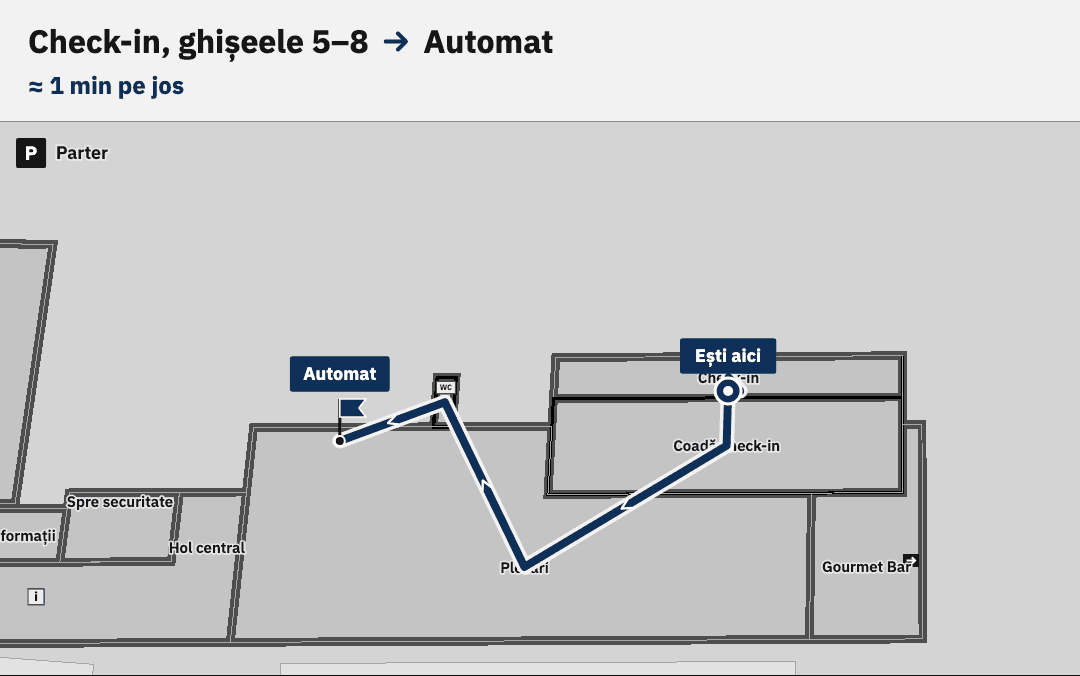 Check-in, ghișeele 5–8 → Automat
≈ 1 min pe jos
P Parter
Ești aici
Automat
WC
Spre securitate
Hol central
i
Gourmet Bar